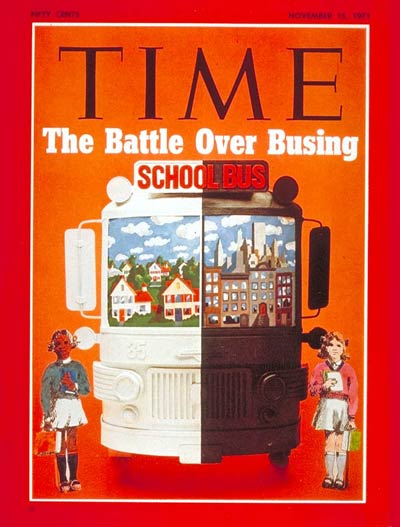 FIFTY CENTS NOVEMBER 15, 1971
TIME
The Battle Over Busing
SCHOOL BUS
35